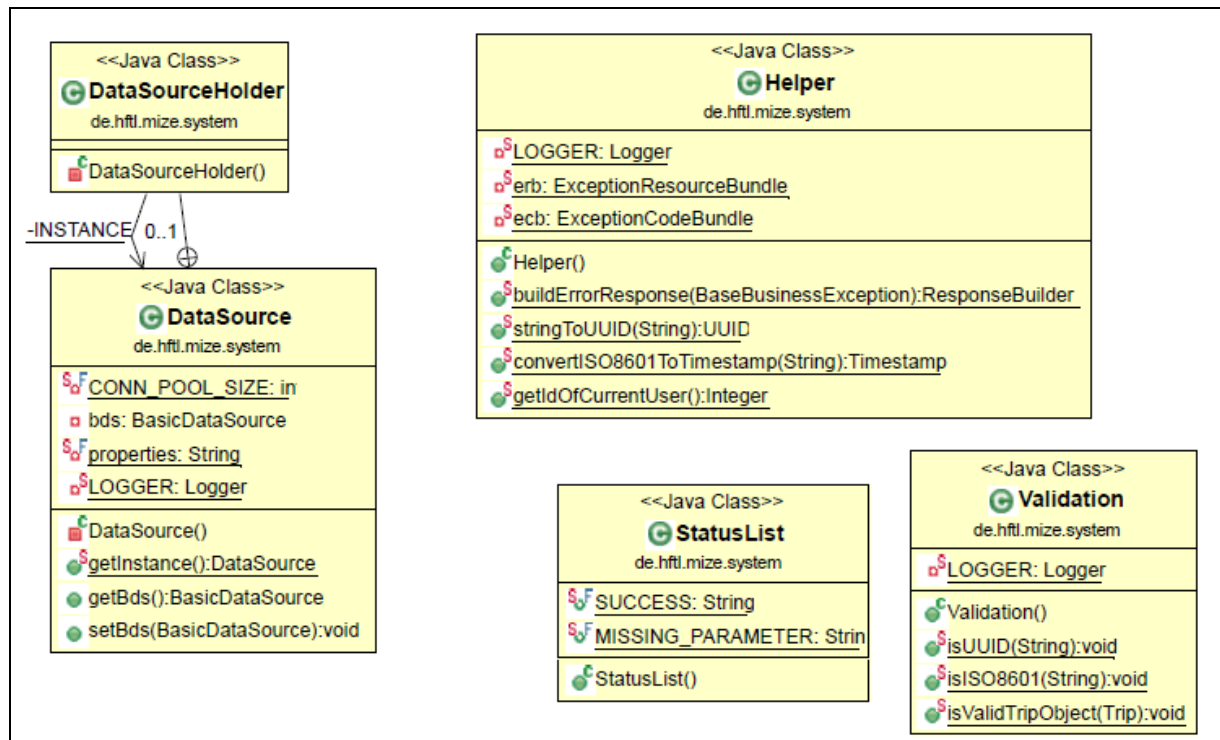 <<Java Class>>
DataSourceHolder
de.hftl.mize.system
DataSourceHolder()
-INSTANCE
0..1
<<Java Class>>
DataSource
de.hftl.mize.system
CONN_POOL_SIZE: int
bds: BasicDataSource
properties: String
LOGGER: Logger
DataSource()
getInstance():DataSource
getBds():BasicDataSource
setBds(BasicDataSource):void
<<Java Class>>
Helper
de.hftl.mize.system
LOGGER: Logger
erb: ExceptionResourceBundle
ecb: ExceptionCodeBundle
Helper()
buildErrorResponse(BaseBusinessException):ResponseBuilder
stringToUUID(String):UUID
convertISO8601ToTimestamp(String):Timestamp
getIdOfCurrentUser():Integer
<<Java Class>>
StatusList
de.hftl.mize.system
SUCCESS: String
MISSING_PARAMETER: Strin
StatusList()
<<Java Class>>
Validation
de.hftl.mize.system
LOGGER: Logger
Validation()
isUUID(String):void
isISO8601(String):void
isValidTripObject(Trip):void